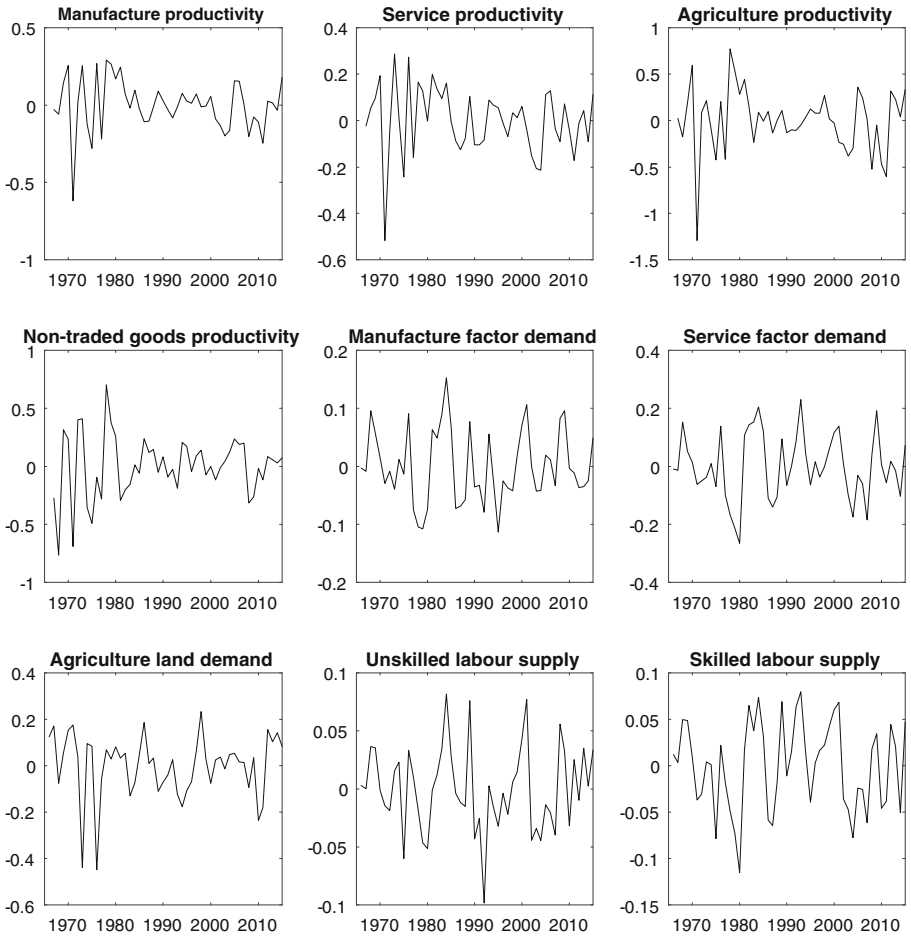 Manufacture productivity
0.5
0
-0.5
-1
1970 1980 1990 2000 2010
Service productivity
0.4
0.2
0
-0.2
-0.4
-0.6
1970 1980 1990 2000 2010
Agriculture productivity
1
0.5
0
-0.5
-1
-1.5
1970 1980 1990 2000 2010
Non-traded goods productivity
1
0.5
0
-0.5
-1
1970 1980 1990 2000 2010
Manufacture factor demand
0.2
0.1
0
-0.1
-0.2
1970 1980 1990 2000 2010
Service factor demand
0.4
0.2
0
-0.2
-0.4
1970 1980 1990 2000 2010
Agriculture land demand
0.4
0.2
0
-0.2
-0.4
-0.6
1970 1980 1990 2000 2010
Unskilled labour supply
0.1
0.05
0
-0.05
-0.1
1970 1980 1990 2000 2010
Skilled labour supply
0.1
0.05
0
-0.05
-0.1
-0.15
1970 1980 1990 2000 2010